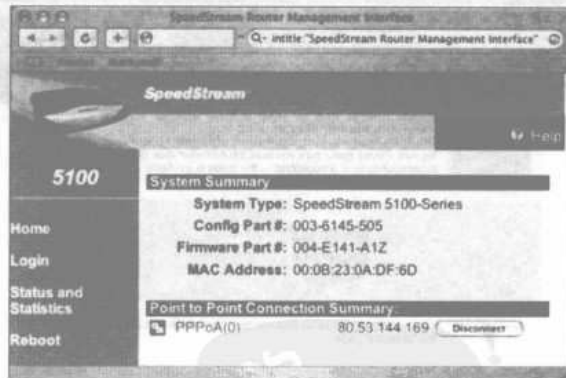 SpeedStream Router Management Interface
intitle:"SpeedStream Router Management Interface"
SpeedStream
Help
5100
System Summary
System Type: SpeedStream 5100-Series
Config Part #: 003-6145-505
Firmware Part #: 004-E141-A1Z
MAC Address: 00:0B:23:0A:DF:6D
Home
Login
Status and
Statistics
Reboot
Point to Point Connection Summary
PPPoA(0) 80.53.144.169 Disconnect